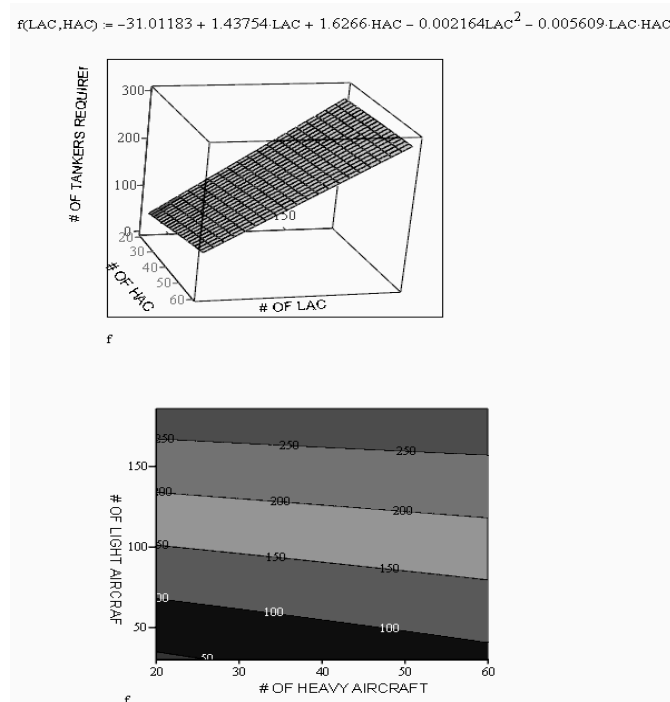 f(LAC,HAC) := −31.01183 + 1.43754·LAC + 1.6266·HAC − 0.002164LAC² − 0.005609·LAC·HAC
300
200
100
0
# OF TANKERS REQUIRE
150
20
30
40
50
60
# OF HAC
# OF LAC
f
250 250 250
200 200
150 150
100 100
50
150
100
50
# OF LIGHT AIRCRAF
20 30 40 50 60
# OF HEAVY AIRCRAFT
f